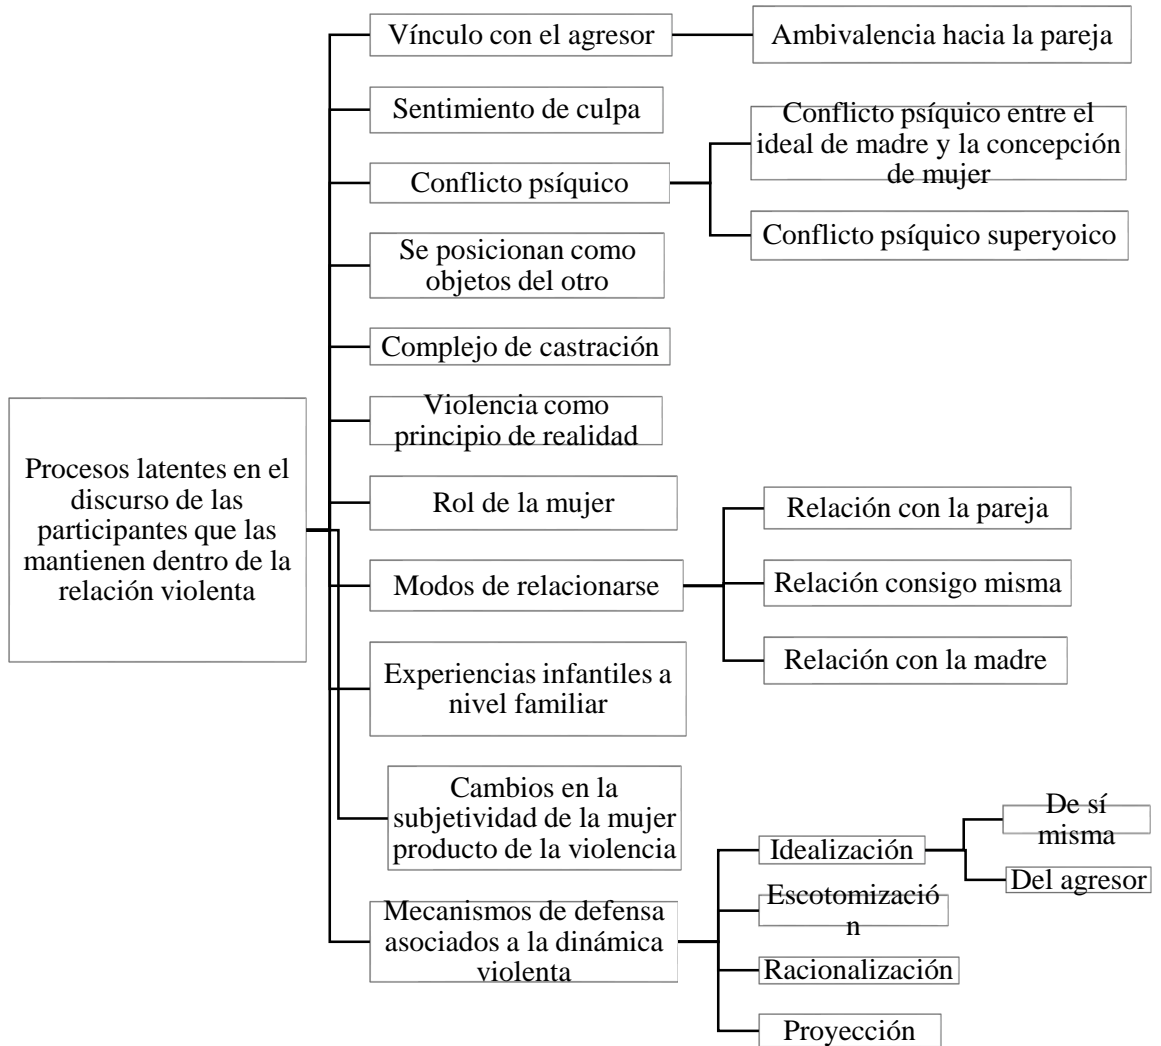 Vínculo con el agresor
Ambivalencia hacia la pareja
Sentimiento de culpa
Conflicto psíquico
Conflicto psíquico entre el
ideal de madre y la concepción
de mujer
Conflicto psíquico superyoico
Se posicionan como
objetos del otro
Complejo de castración
Violencia como
principio de realidad
Procesos latentes en el
discurso de las
participantes que las
mantienen dentro de la
relación violenta
Rol de la mujer
Modos de relacionarse
Relación con la pareja
Relación consigo misma
Relación con la madre
Experiencias infantiles a
nivel familiar
Cambios en la
subjetividad de la mujer
producto de la violencia
Mecanismos de defensa
asociados a la dinámica
violenta
Idealización
De sí
misma
Del agresor
Escotomizació
n
Racionalización
Proyección